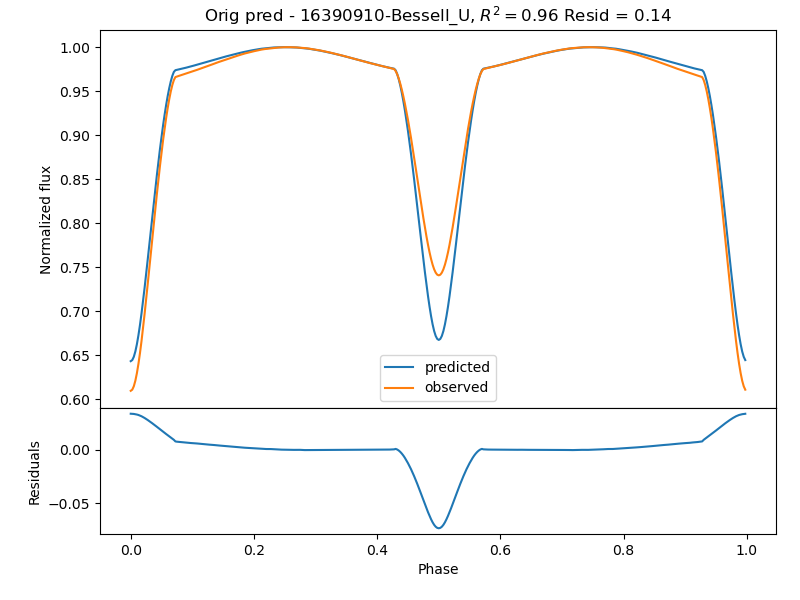 Orig pred - 16390910-Bessell_U, R² = 0.96 Resid = 0.14
1.00
0.95
0.90
0.85
0.80
0.75
0.70
0.65
0.60
Normalized flux
predicted
observed
0.00
−0.05
Residuals
0.0 0.2 0.4 0.6 0.8 1.0
Phase